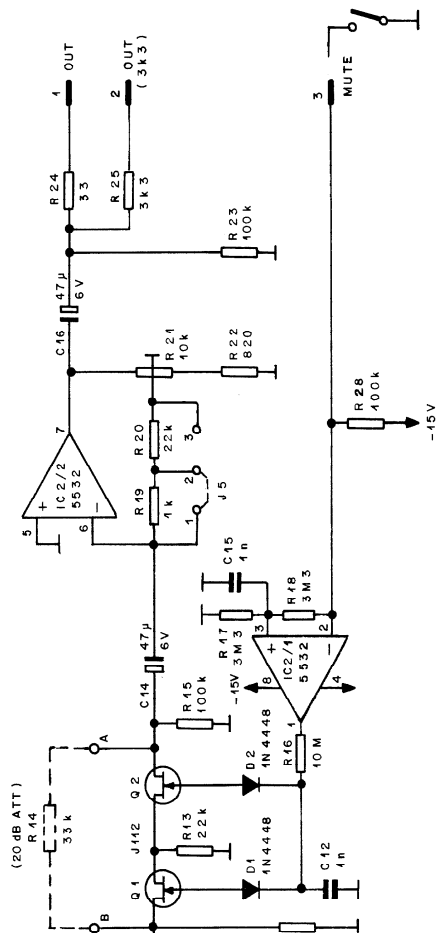 (20 dB ATT)
R14
33k
B
A
Q1
J112
Q2
R13
22k
R15
100k
D1
1N4448
D2
1N4448
C12
1n
C14
47µ
6V
R16
10M
1
-15V
8
4
IC2/1
5532
+
−
3
2
R17
3M3
R18
3M3
C15
1n
5
6
+
−
IC2/2
5532
7
R19
1k
R20
22k
1
2
3
J5
R21
10k
R22
820
C16
47µ
6V
R23
100k
R24
33
R25
3k3
1
OUT
2
OUT
(3k3)
R28
100k
-15V
3
MUTE